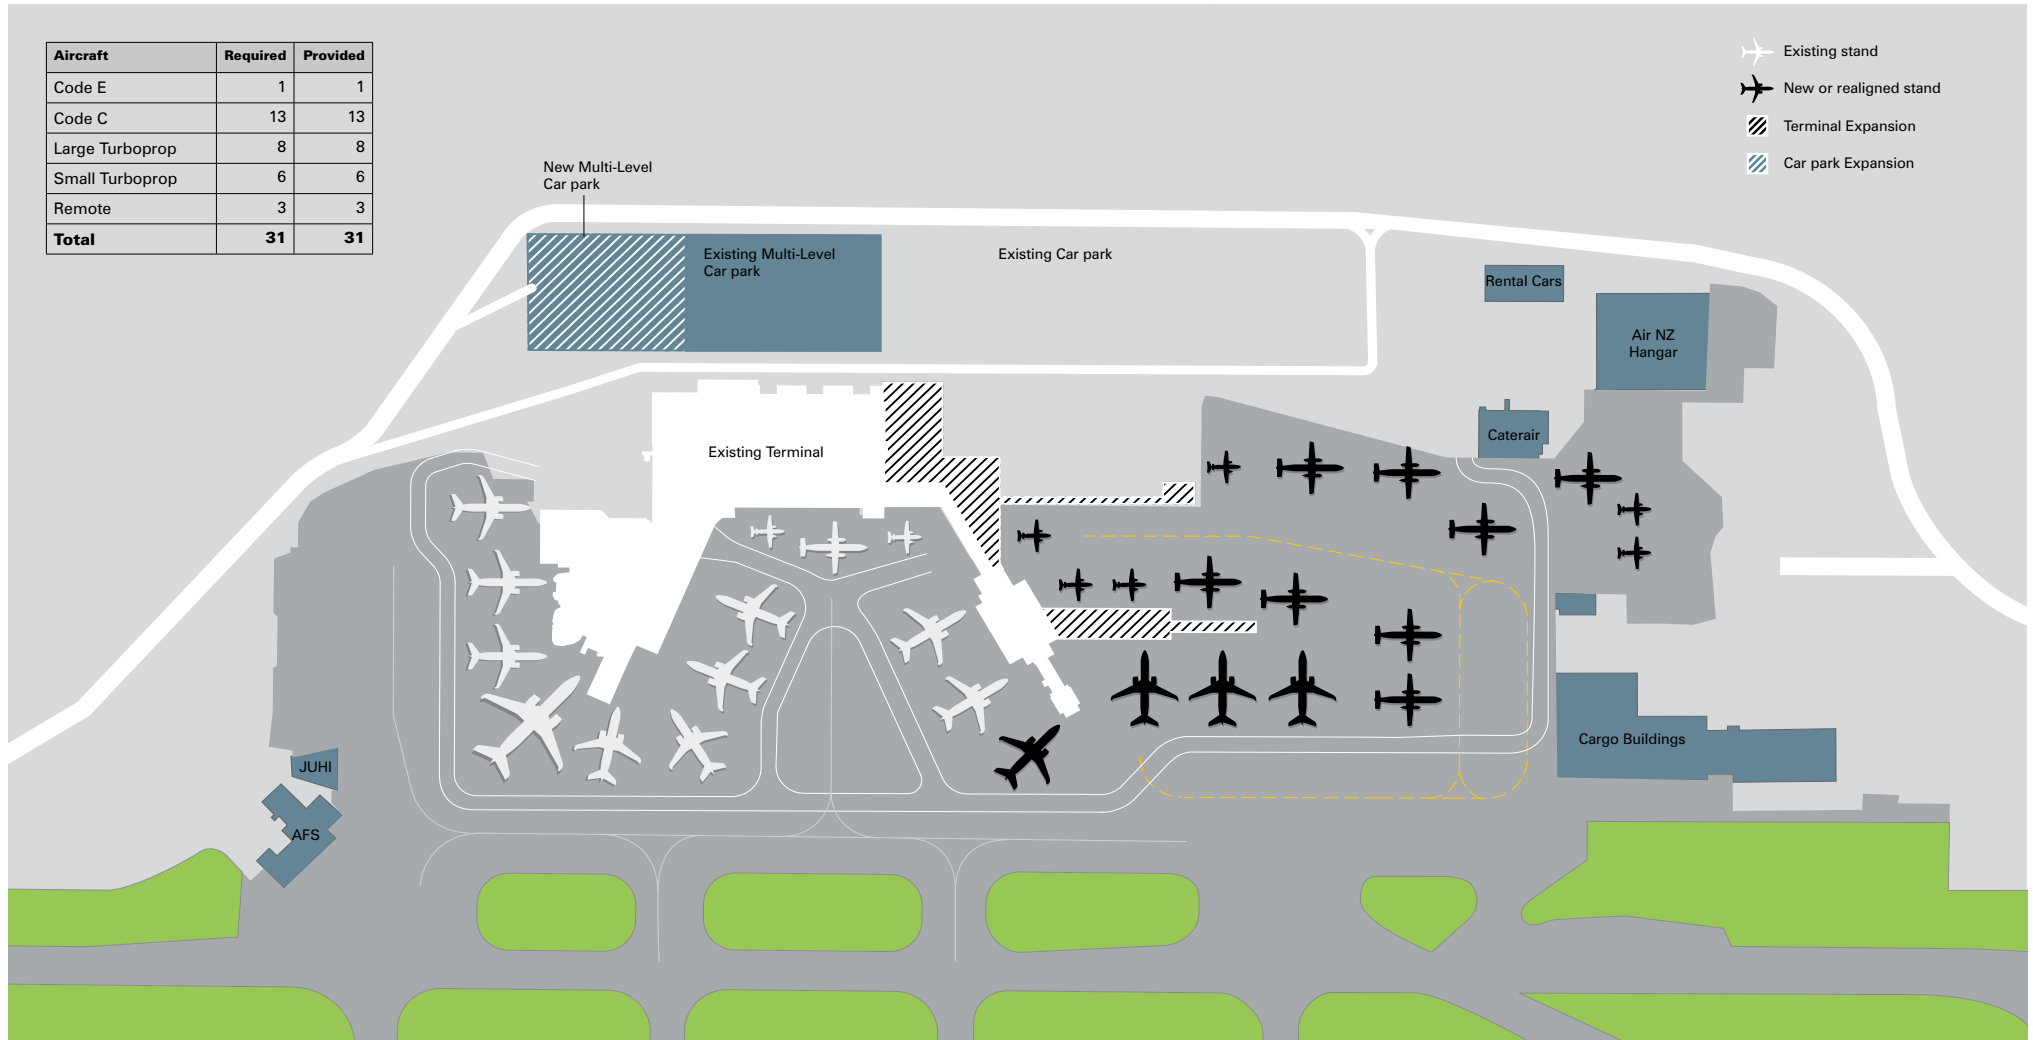 Aircraft Required Provided
Code E 1 1
Code C 13 13
Large Turboprop 8 8
Small Turboprop 6 6
Remote 3 3
Total 31 31
Existing stand
New or realigned stand
Terminal Expansion
Car park Expansion
New Multi-Level
Car park
Existing Multi-Level
Car park
Existing Car park
Rental Cars
Air NZ
Hangar
Caterair
Existing Terminal
Cargo Buildings
JUHI
AFS